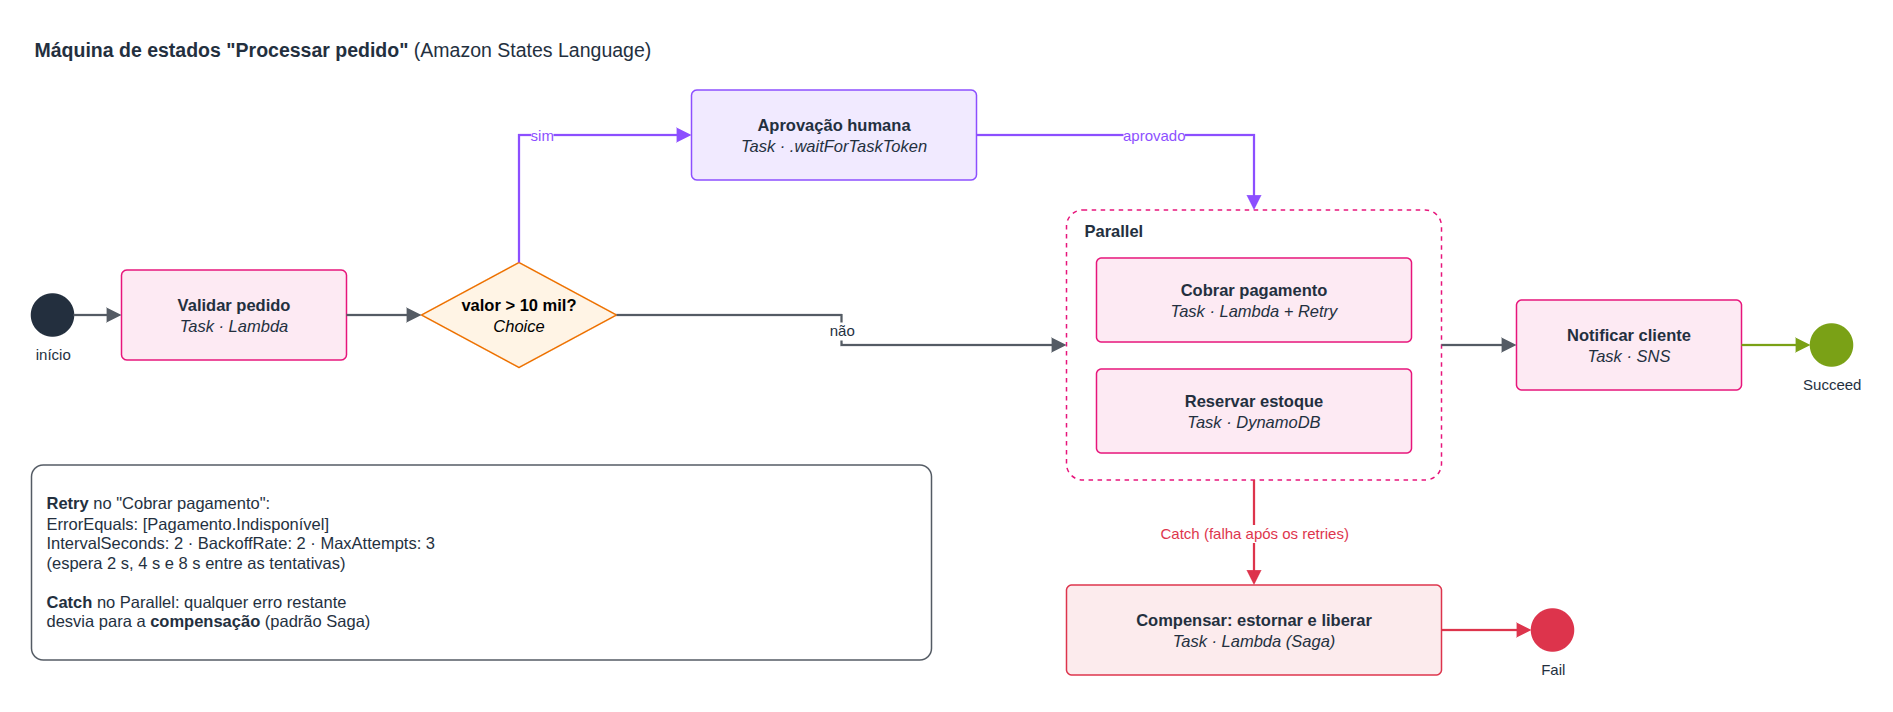 Máquina de estados "Processar pedido" (Amazon States Language)
Aprovação humana
Task · .waitForTaskToken
sim
aprovado
Parallel
Validar pedido
Task · Lambda
valor > 10 mil?
Choice
não
Cobrar pagamento
Task · Lambda + Retry
Reservar estoque
Task · DynamoDB
Notificar cliente
Task · SNS
início
Succeed
Retry no "Cobrar pagamento":
ErrorEquals: [Pagamento.Indisponível]
IntervalSeconds: 2 · BackoffRate: 2 · MaxAttempts: 3
(espera 2 s, 4 s e 8 s entre as tentativas)
Catch no Parallel: qualquer erro restante
desvia para a compensação (padrão Saga)
Catch (falha após os retries)
Compensar: estornar e liberar
Task · Lambda (Saga)
Fail